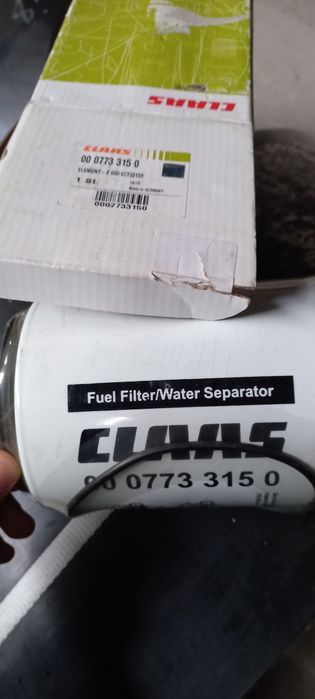 CLAAS
CLAAS
00 0773 315 0
1 St.
Made in GERMANY
0007733150
Fuel Filter/Water Separator
CLAAS
00 0773 315 0